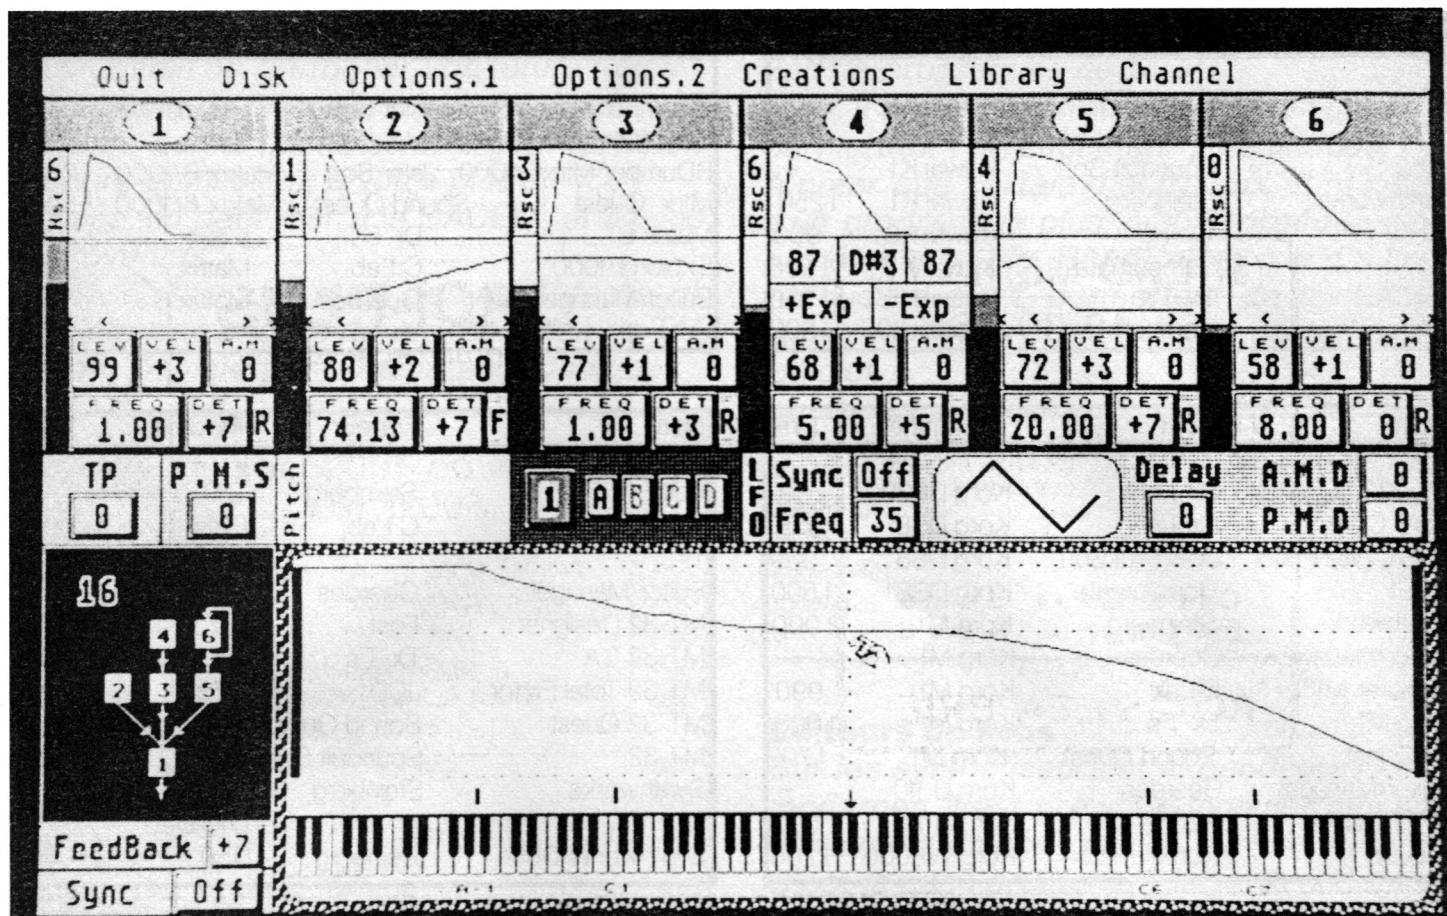 Quit Disk Options.1 Options.2 Creations Library Channel
1 2 3 4 5 6
6 Rsc 1 Rsc 3 Rsc 6 Rsc 4 Rsc 0 Rsc
87 D#3 87
+Exp -Exp
< > < > < > < > < >
LEV VEL A.M LEV VEL A.M LEV VEL A.M LEV VEL A.M LEV VEL A.M LEV VEL A.M
99 +3 0 80 +2 0 77 +1 0 68 +1 0 72 +3 0 58 +1 0
FREQ DET FREQ DET FREQ DET FREQ DET FREQ DET FREQ DET
1.00 +7 R 74.13 +7 F 1.00 +3 R 5.00 +5 R 20.00 +7 R 8.00 0 R
TP P.M.S Pitch 1 A B C D LFO Sync Off Delay A.M.D 0
0 0 Freq 35 0 P.M.D 0
16
4 6
2 3 5
1
FeedBack +7
Sync Off
A-1 C1 C6 C7